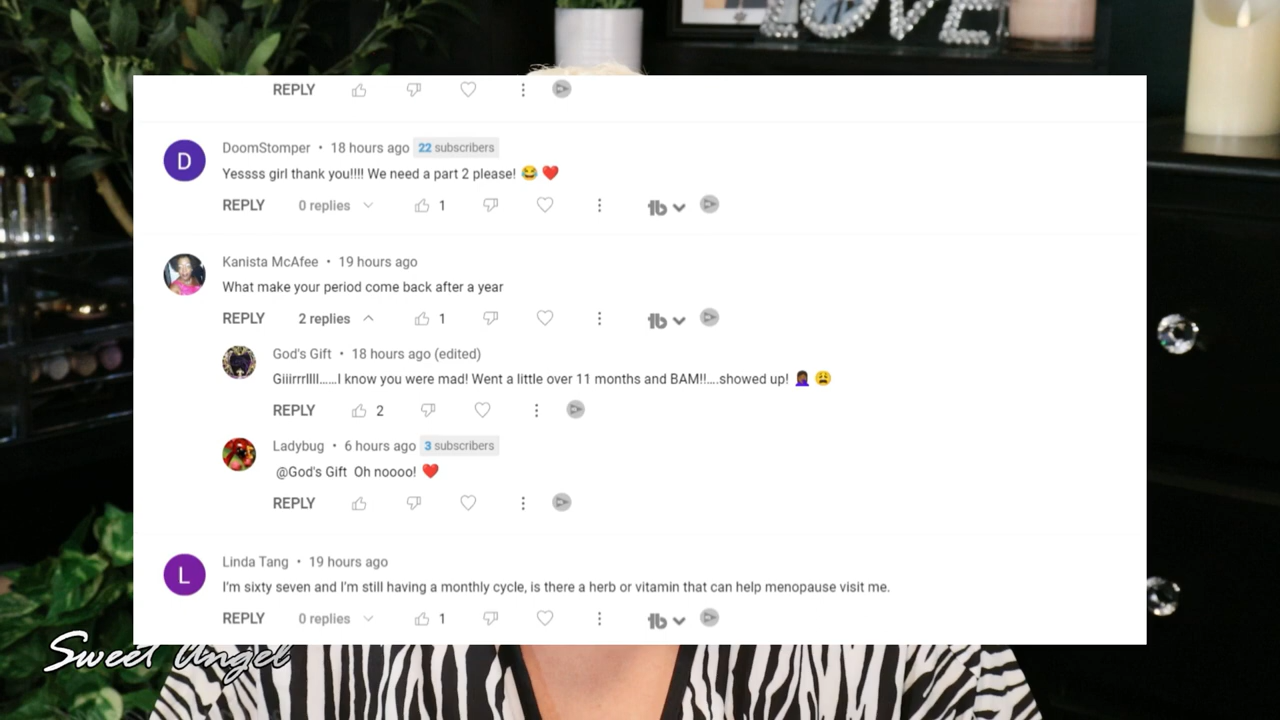 LOVE
REPLY
DoomStomper • 18 hours ago 22 subscribers
Yessss girl thank you!!!! We need a part 2 please! 😂 ❤️
REPLY 0 replies 1
Kanista McAfee • 19 hours ago
What make your period come back after a year
REPLY 2 replies 1
God's Gift • 18 hours ago (edited)
Giiirrrllll......I know you were mad! Went a little over 11 months and BAM!!....showed up! 🤦🏾‍♀️ 😩
REPLY 2
Ladybug • 6 hours ago 3 subscribers
@God's Gift Oh noooo! ❤️
REPLY
Linda Tang • 19 hours ago
I'm sixty seven and I'm still having a monthly cycle, is there a herb or vitamin that can help menopause visit me.
REPLY 0 replies 1
Sweet Angel